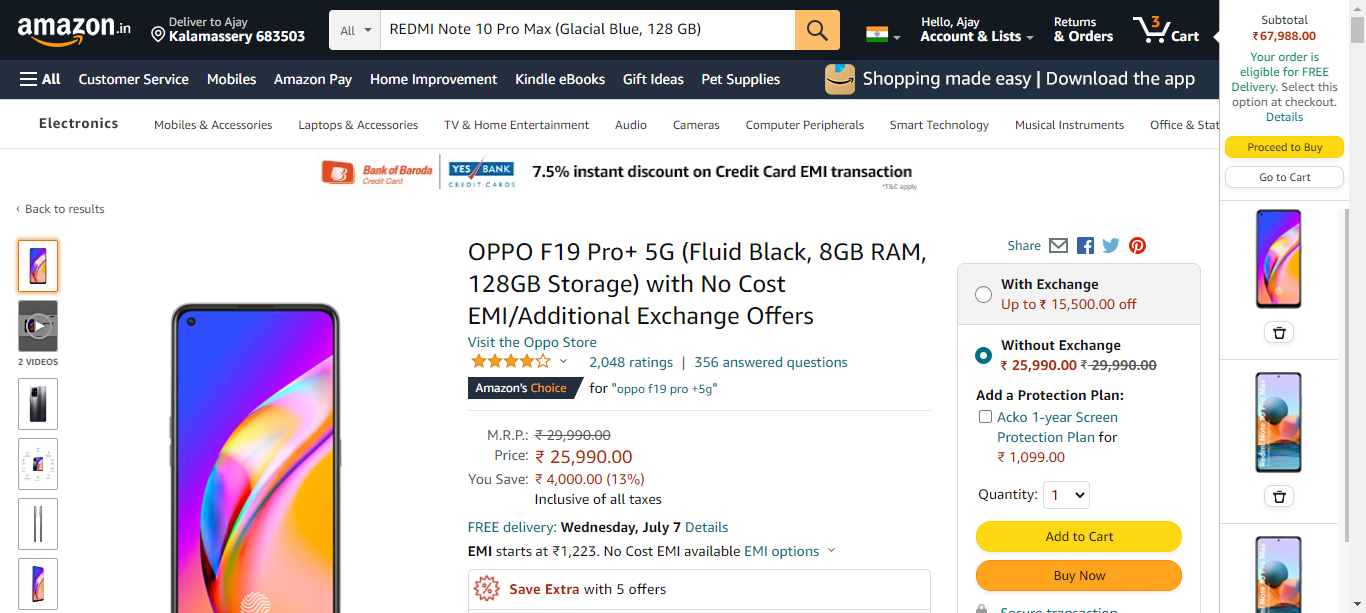 amazon.in
Deliver to Ajay
Kalamassery 683503
All
REDMI Note 10 Pro Max (Glacial Blue, 128 GB)
Hello, Ajay
Account & Lists
Returns
& Orders
3
Cart
Subtotal
₹67,988.00
Your order is
eligible for FREE
Delivery. Select this
option at checkout.
Details
Proceed to Buy
Go to Cart
All
Customer Service
Mobiles
Amazon Pay
Home Improvement
Kindle eBooks
Gift Ideas
Pet Supplies
Shopping made easy | Download the app
Electronics
Mobiles & Accessories
Laptops & Accessories
TV & Home Entertainment
Audio
Cameras
Computer Peripherals
Smart Technology
Musical Instruments
Office & Stat
Bank of Baroda
Credit Card
YES BANK
CREDIT CARDS
7.5% instant discount on Credit Card EMI transaction
*T&C apply
‹ Back to results
2 VIDEOS
OPPO F19 Pro+ 5G (Fluid Black, 8GB RAM,
128GB Storage) with No Cost
EMI/Additional Exchange Offers
Visit the Oppo Store
2,048 ratings | 356 answered questions
Amazon's Choice for "oppo f19 pro +5g"
M.R.P.: ₹ 29,990.00
Price: ₹ 25,990.00
You Save: ₹ 4,000.00 (13%)
Inclusive of all taxes
FREE delivery: Wednesday, July 7 Details
EMI starts at ₹1,223. No Cost EMI available EMI options
Save Extra with 5 offers
Share
With Exchange
Up to ₹ 15,500.00 off
Without Exchange
₹ 25,990.00 ₹ 29,990.00
Add a Protection Plan:
Acko 1-year Screen
Protection Plan for
₹ 1,099.00
Quantity: 1
Add to Cart
Buy Now
Secure transaction
Redmi Note 10 Pro Max